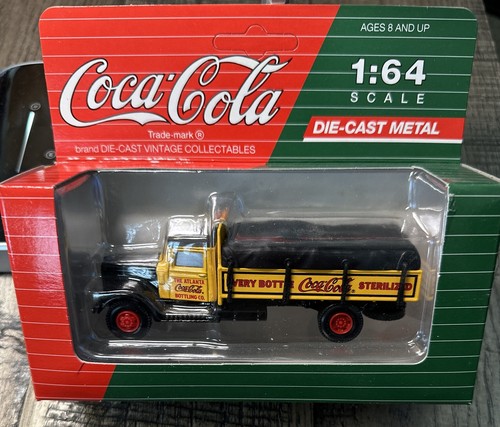 AGES 8 AND UP
Coca-Cola
Trade-mark ®
brand DIE-CAST VINTAGE COLLECTABLES
1:64
SCALE
DIE-CAST METAL
THE ATLANTA
Coca-Cola
BOTTLING CO.
VERY BOTTLE Coca-Cola STERILIZED